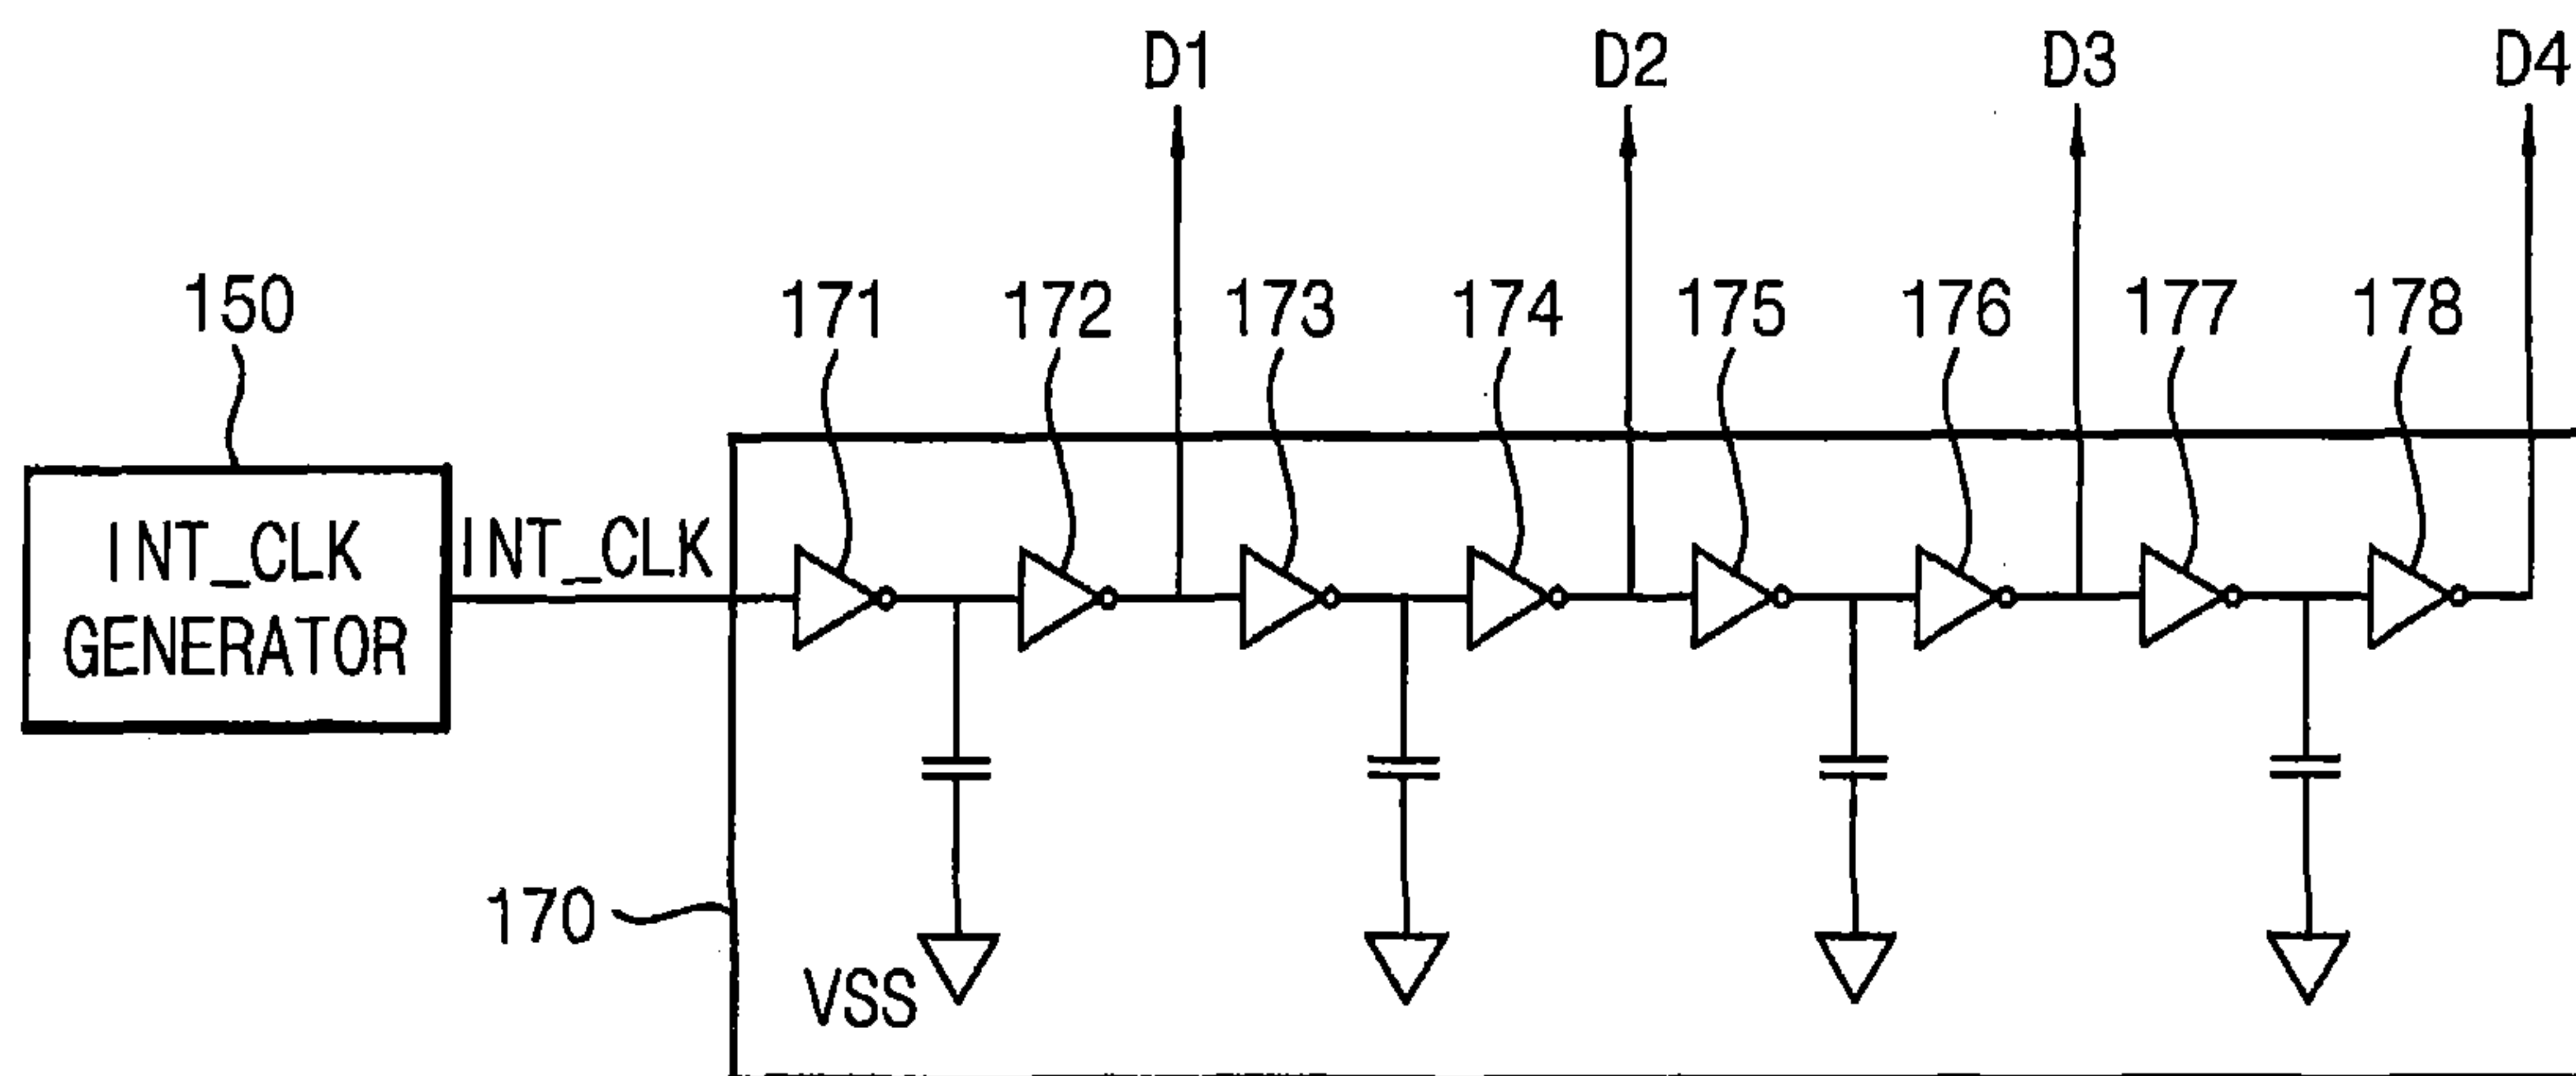 D1 D2 D3 D4
150 171 172 173 174 175 176 177 178
INT_CLK
GENERATOR
INT_CLK
170
VSS